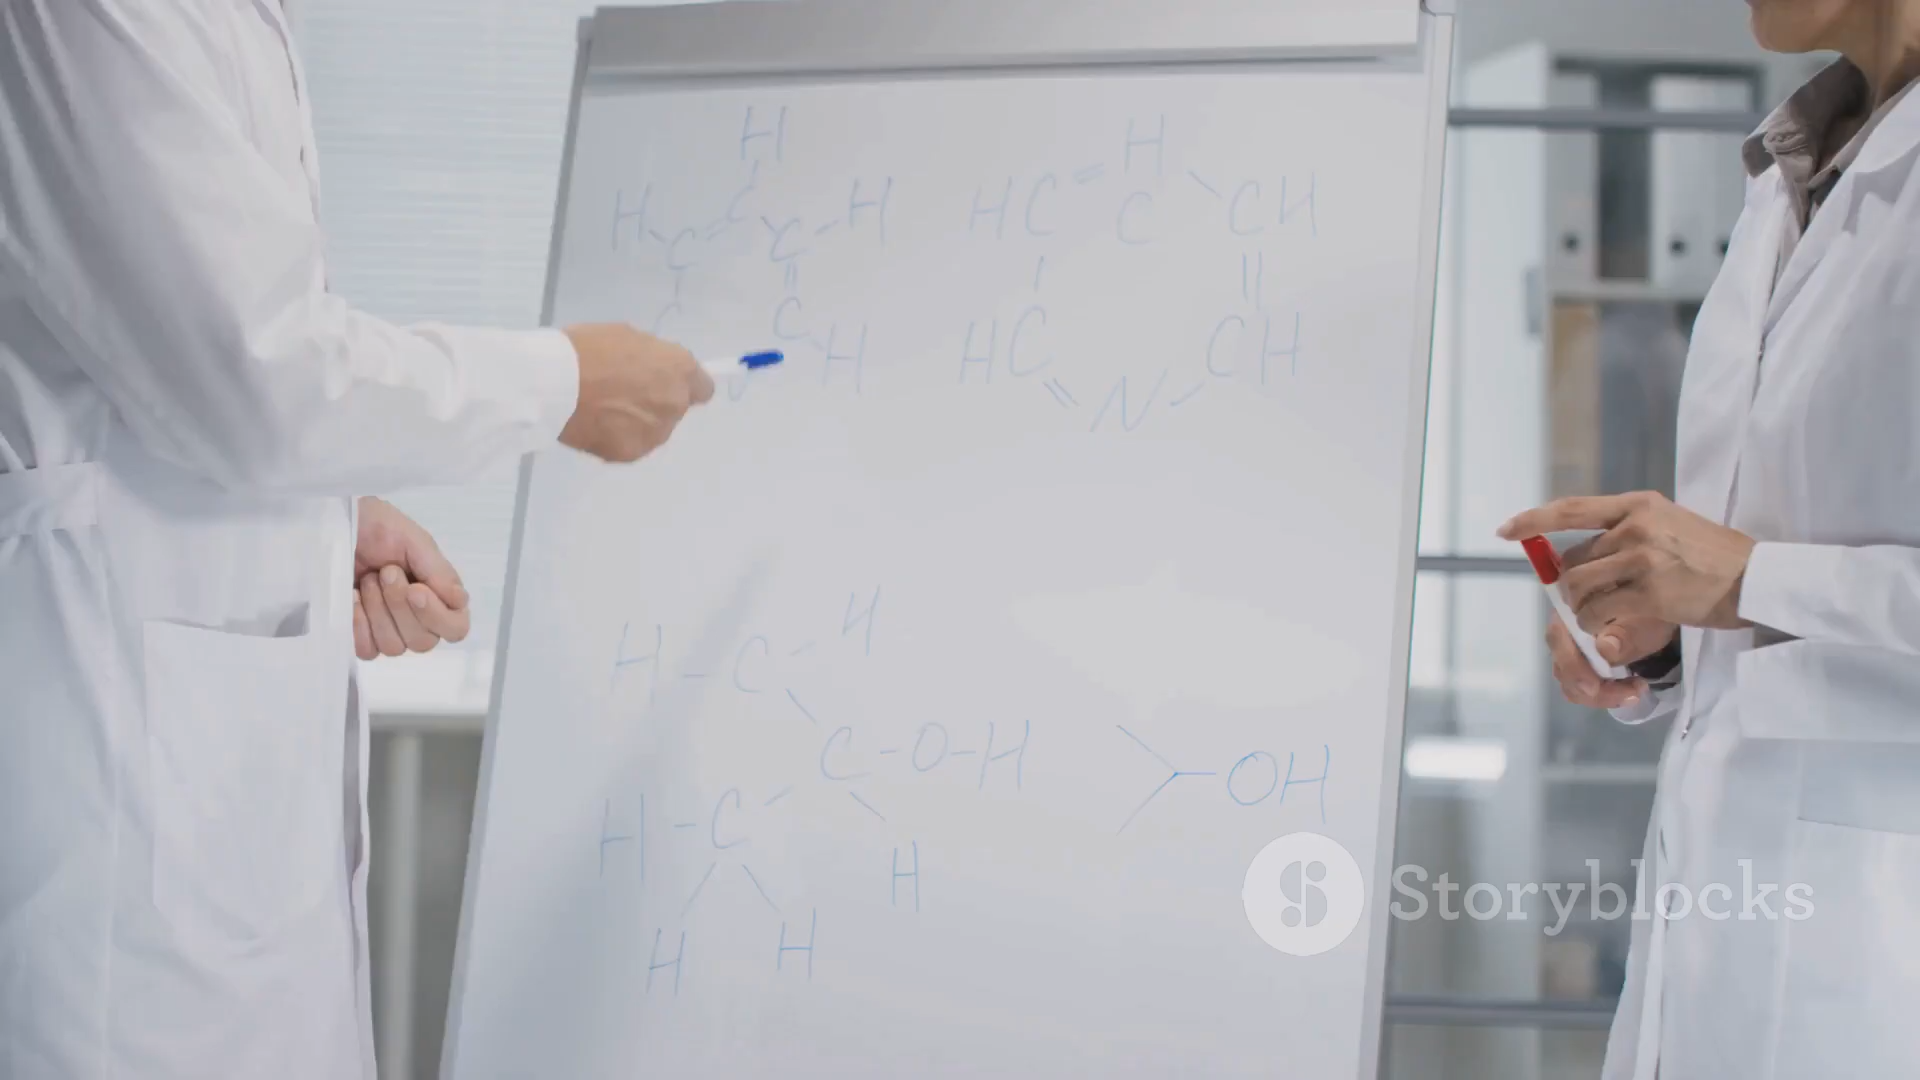 H
H C C H
C C H
HC = H C CH
HC N CH
H - C H
C - O - H
H - C H
H H
OH
Storyblocks